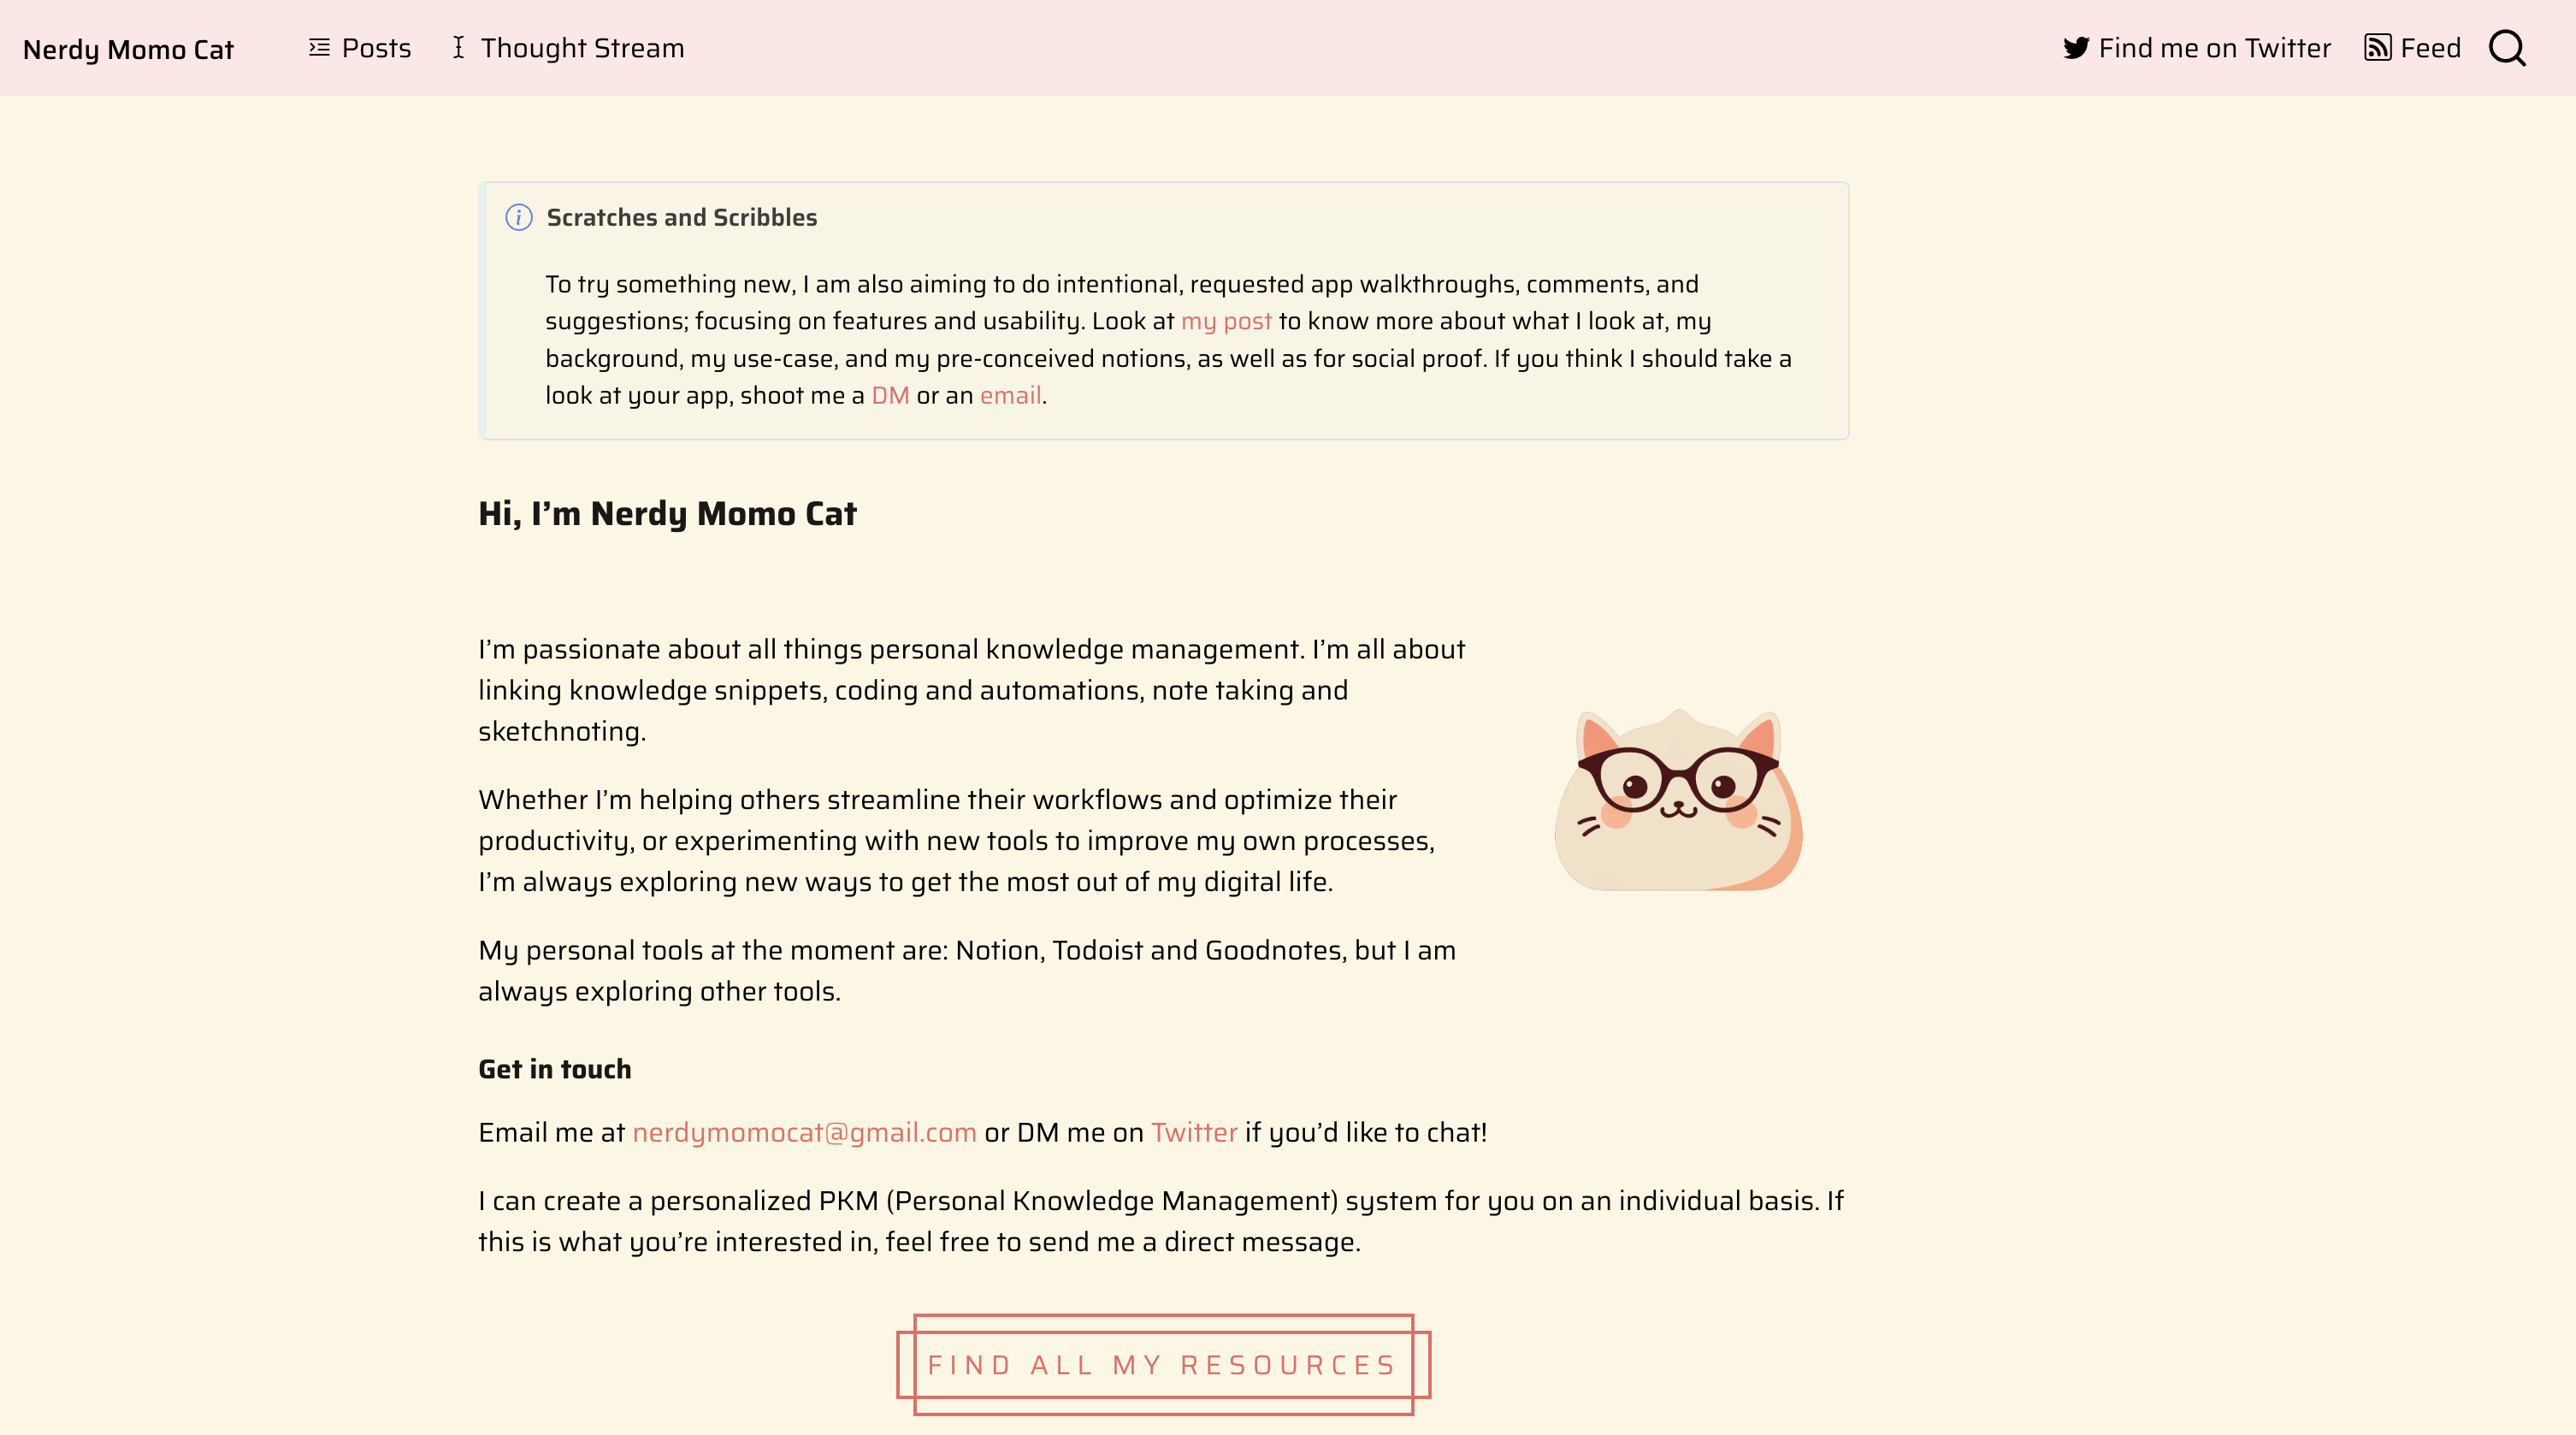 Nerdy Momo Cat
Posts
Thought Stream
Find me on Twitter
Feed
Scratches and Scribbles
To try something new, I am also aiming to do intentional, requested app walkthroughs, comments, and
suggestions; focusing on features and usability. Look at my post to know more about what I look at, my
background, my use-case, and my pre-conceived notions, as well as for social proof. If you think I should take a
look at your app, shoot me a DM or an email.
Hi, I’m Nerdy Momo Cat
I’m passionate about all things personal knowledge management. I’m all about
linking knowledge snippets, coding and automations, note taking and
sketchnoting.
Whether I’m helping others streamline their workflows and optimize their
productivity, or experimenting with new tools to improve my own processes,
I’m always exploring new ways to get the most out of my digital life.
My personal tools at the moment are: Notion, Todoist and Goodnotes, but I am
always exploring other tools.
Get in touch
Email me at nerdymomocat@gmail.com or DM me on Twitter if you’d like to chat!
I can create a personalized PKM (Personal Knowledge Management) system for you on an individual basis. If
this is what you’re interested in, feel free to send me a direct message.
FIND ALL MY RESOURCES